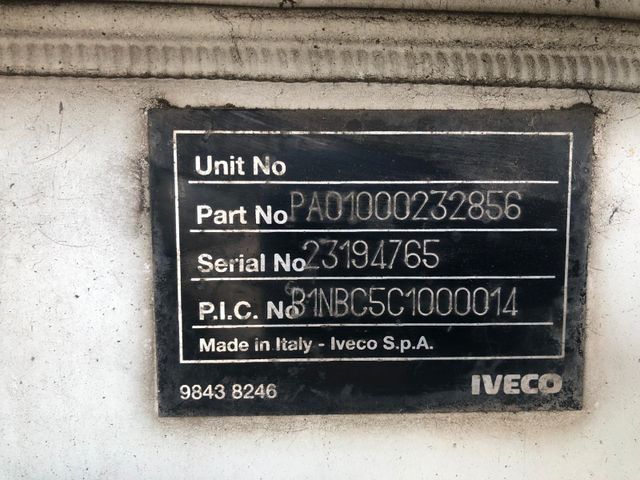 Unit No
Part No PA01000232856
Serial No 23194765
P.I.C. No B1NBC5C1000014
Made in Italy - Iveco S.p.A.
9843 8246 IVECO